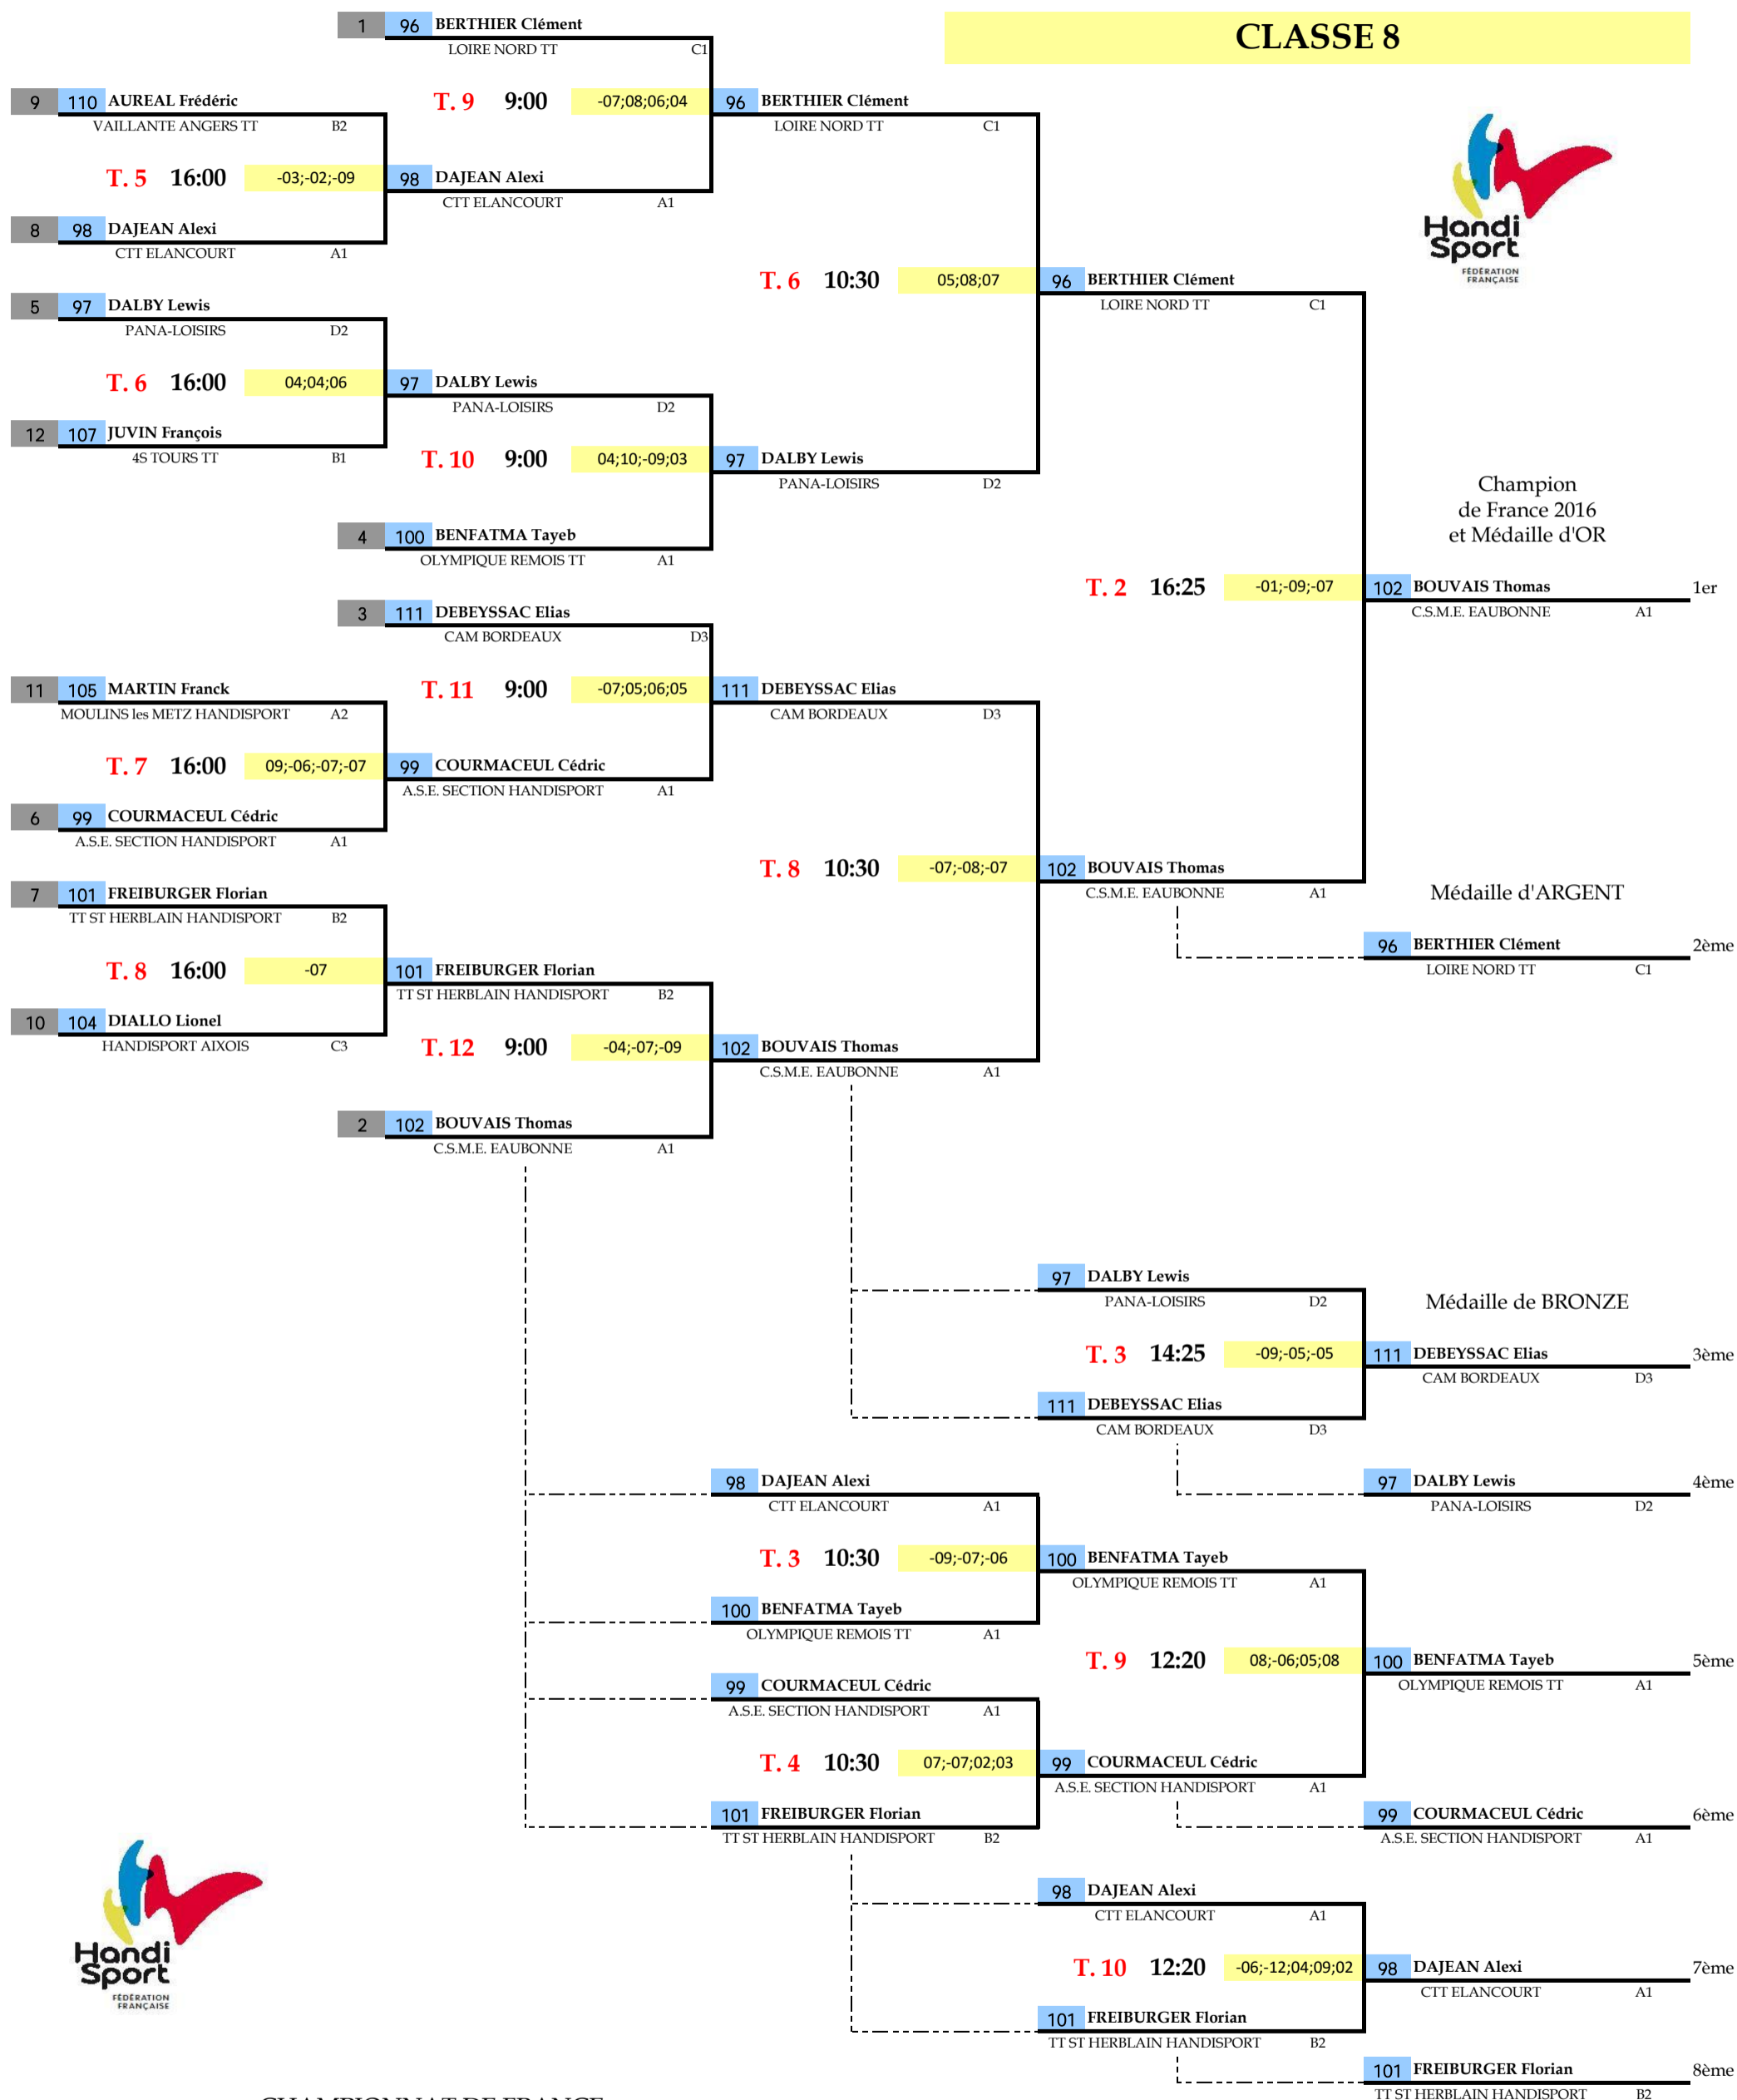 1 96 BERTHIER Clément
LOIRE NORD TT C1
CLASSE 8
9 110 AUREAL Frédéric
VAILLANTE ANGERS TT B2
T. 9 9:00 -07;08;06;04
96 BERTHIER Clément
LOIRE NORD TT C1
T. 5 16:00 -03;-02;-09
98 DAJEAN Alexi
CTT ELANCOURT A1
8 98 DAJEAN Alexi
CTT ELANCOURT A1
Handi
Sport
FÉDÉRATION
FRANÇAISE
T. 6 10:30 05;08;07
96 BERTHIER Clément
LOIRE NORD TT C1
5 97 DALBY Lewis
PANA-LOISIRS D2
T. 6 16:00 04;04;06
97 DALBY Lewis
PANA-LOISIRS D2
12 107 JUVIN François
4S TOURS TT B1
T. 10 9:00 04;10;-09;03
97 DALBY Lewis
PANA-LOISIRS D2
4 100 BENFATMA Tayeb
OLYMPIQUE REMOIS TT A1
Champion
de France 2016
et Médaille d'OR
T. 2 16:25 -01;-09;-07
102 BOUVAIS Thomas 1er
C.S.M.E. EAUBONNE A1
3 111 DEBEYSSAC Elias
CAM BORDEAUX D3
11 105 MARTIN Franck
MOULINS les METZ HANDISPORT A2
T. 11 9:00 -07;05;06;05
111 DEBEYSSAC Elias
CAM BORDEAUX D3
T. 7 16:00 09;-06;-07;-07
99 COURMACEUL Cédric
A.S.E. SECTION HANDISPORT A1
6 99 COURMACEUL Cédric
A.S.E. SECTION HANDISPORT A1
T. 8 10:30 -07;-08;-07
102 BOUVAIS Thomas
C.S.M.E. EAUBONNE A1
7 101 FREIBURGER Florian
TT ST HERBLAIN HANDISPORT B2
Médaille d'ARGENT
96 BERTHIER Clément 2ème
LOIRE NORD TT C1
T. 8 16:00 -07
101 FREIBURGER Florian
TT ST HERBLAIN HANDISPORT B2
10 104 DIALLO Lionel
HANDISPORT AIXOIS C3
T. 12 9:00 -04;-07;-09
102 BOUVAIS Thomas
C.S.M.E. EAUBONNE A1
2 102 BOUVAIS Thomas
C.S.M.E. EAUBONNE A1
97 DALBY Lewis
PANA-LOISIRS D2
Médaille de BRONZE
T. 3 14:25 -09;-05;-05
111 DEBEYSSAC Elias 3ème
CAM BORDEAUX D3
111 DEBEYSSAC Elias
CAM BORDEAUX D3
97 DALBY Lewis 4ème
PANA-LOISIRS D2
98 DAJEAN Alexi
CTT ELANCOURT A1
T. 3 10:30 -09;-07;-06
100 BENFATMA Tayeb
OLYMPIQUE REMOIS TT A1
100 BENFATMA Tayeb
OLYMPIQUE REMOIS TT A1
T. 9 12:20 08;-06;05;08
100 BENFATMA Tayeb 5ème
OLYMPIQUE REMOIS TT A1
99 COURMACEUL Cédric
A.S.E. SECTION HANDISPORT A1
T. 4 10:30 07;-07;02;03
99 COURMACEUL Cédric
A.S.E. SECTION HANDISPORT A1
101 FREIBURGER Florian
TT ST HERBLAIN HANDISPORT B2
99 COURMACEUL Cédric 6ème
A.S.E. SECTION HANDISPORT A1
98 DAJEAN Alexi
CTT ELANCOURT A1
T. 10 12:20 -06;-12;04;09;02
98 DAJEAN Alexi 7ème
CTT ELANCOURT A1
Handi
Sport
FÉDÉRATION
FRANÇAISE
101 FREIBURGER Florian
TT ST HERBLAIN HANDISPORT B2
101 FREIBURGER Florian 8ème
TT ST HERBLAIN HANDISPORT B2
CHAMPIONNAT DE FRANCE